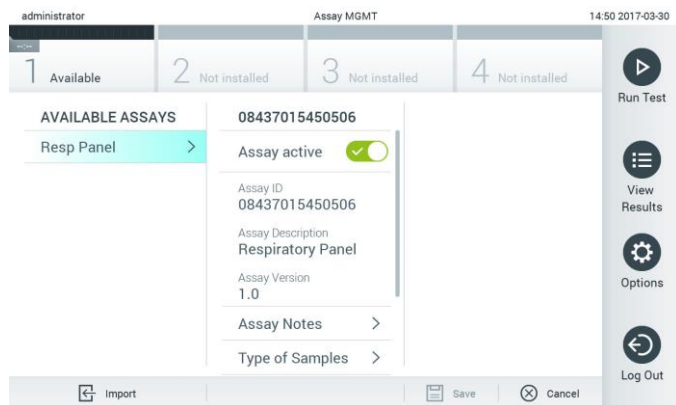 administrator Assay MGMT 14:50 2017-03-30
--:--
1 Available 2 Not installed 3 Not installed 4 Not installed
Run Test
AVAILABLE ASSAYS 08437015450506
Resp Panel Assay active
View Results
Assay ID
08437015450506
Assay Description
Respiratory Panel
Options
Assay Version
1.0
Assay Notes
Type of Samples
Log Out
Import Save Cancel